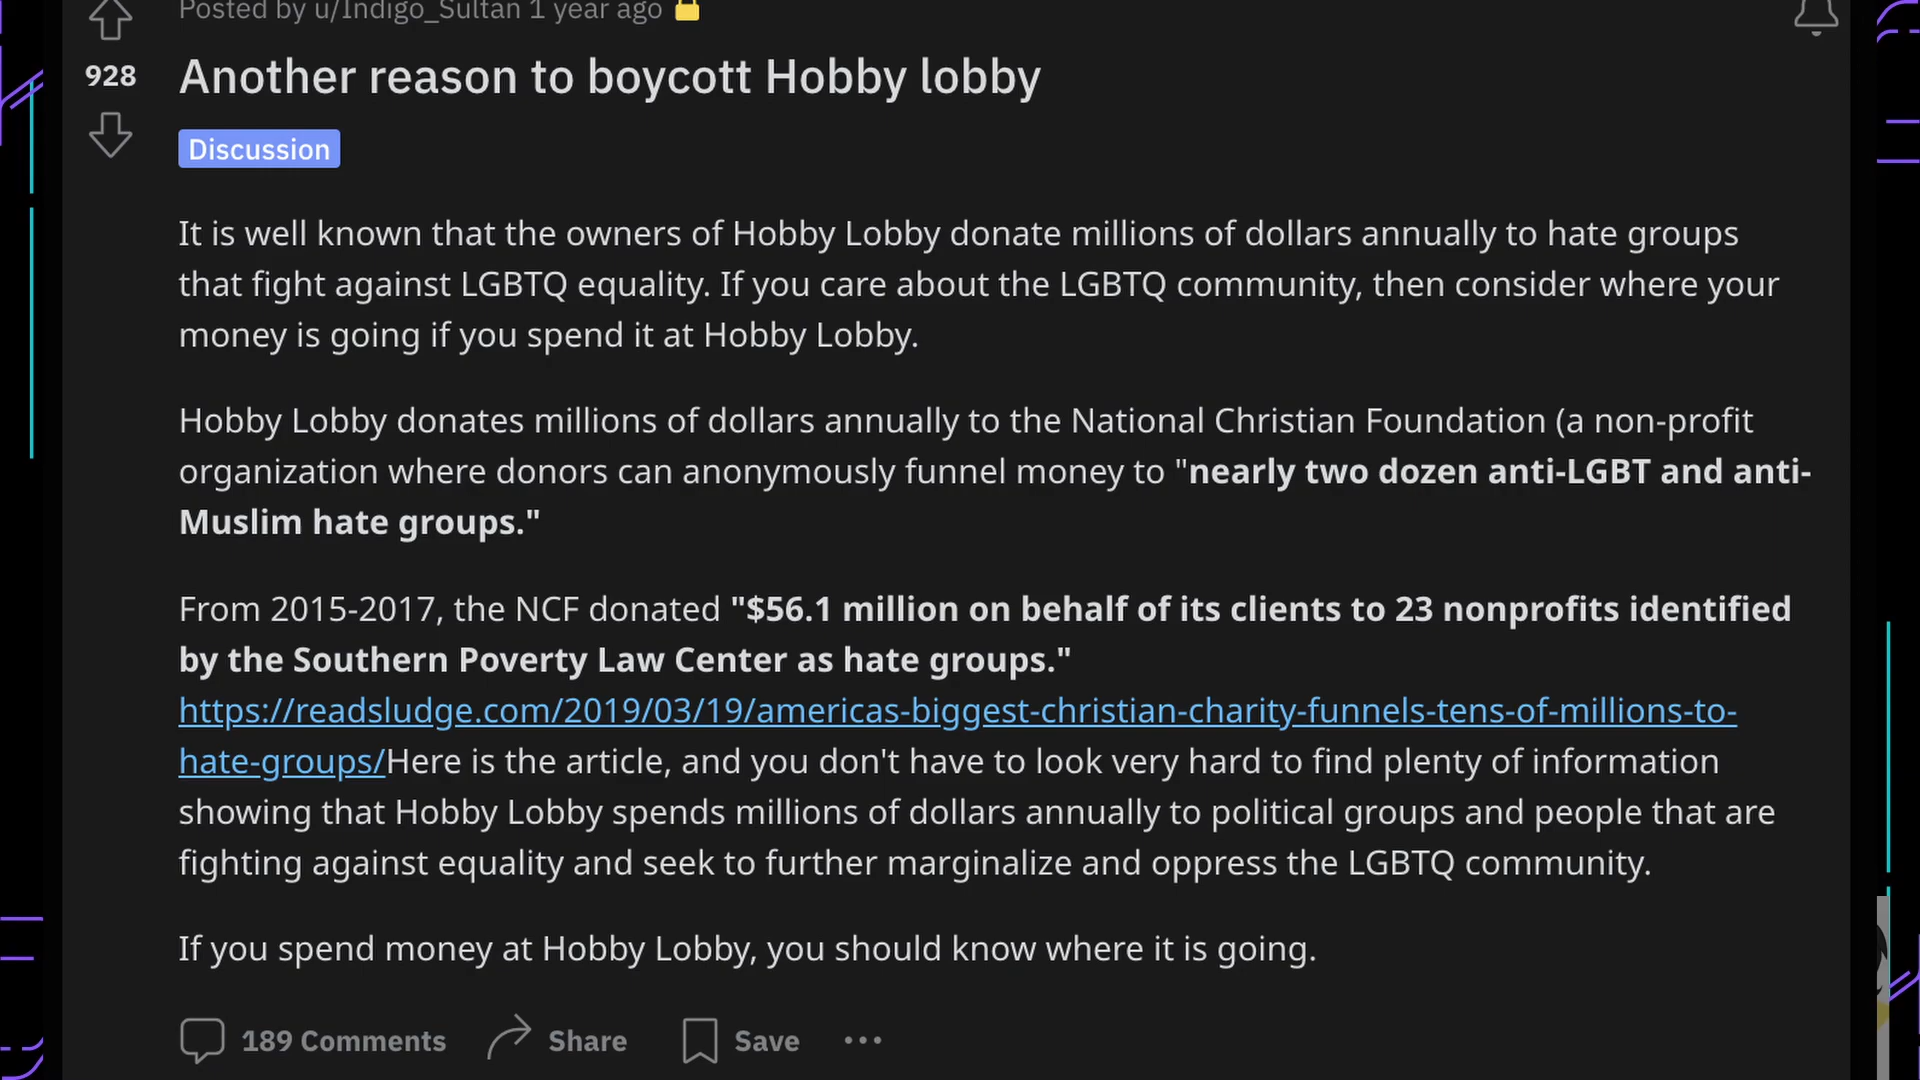 Posted by u/Indigo_Sultan 1 year ago
928
Another reason to boycott Hobby lobby
Discussion
It is well known that the owners of Hobby Lobby donate millions of dollars annually to hate groups
that fight against LGBTQ equality. If you care about the LGBTQ community, then consider where your
money is going if you spend it at Hobby Lobby.
Hobby Lobby donates millions of dollars annually to the National Christian Foundation (a non-profit
organization where donors can anonymously funnel money to "nearly two dozen anti-LGBT and anti-
Muslim hate groups."
From 2015-2017, the NCF donated "$56.1 million on behalf of its clients to 23 nonprofits identified
by the Southern Poverty Law Center as hate groups."
https://readsludge.com/2019/03/19/americas-biggest-christian-charity-funnels-tens-of-millions-to-
hate-groups/Here is the article, and you don't have to look very hard to find plenty of information
showing that Hobby Lobby spends millions of dollars annually to political groups and people that are
fighting against equality and seek to further marginalize and oppress the LGBTQ community.
If you spend money at Hobby Lobby, you should know where it is going.
189 Comments Share Save